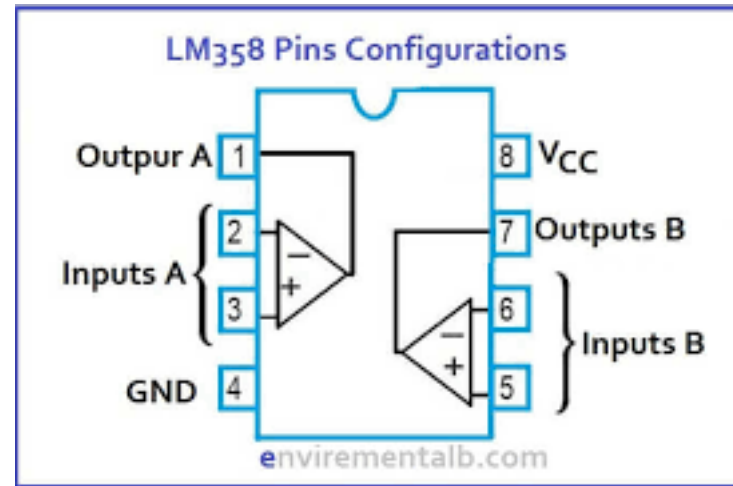 LM358 Pins Configurations
Outpur A 1
8 VCC
2
7 Outputs B
Inputs A
−
+
3
6
−
+
Inputs B
GND 4
5
envirementalb.com